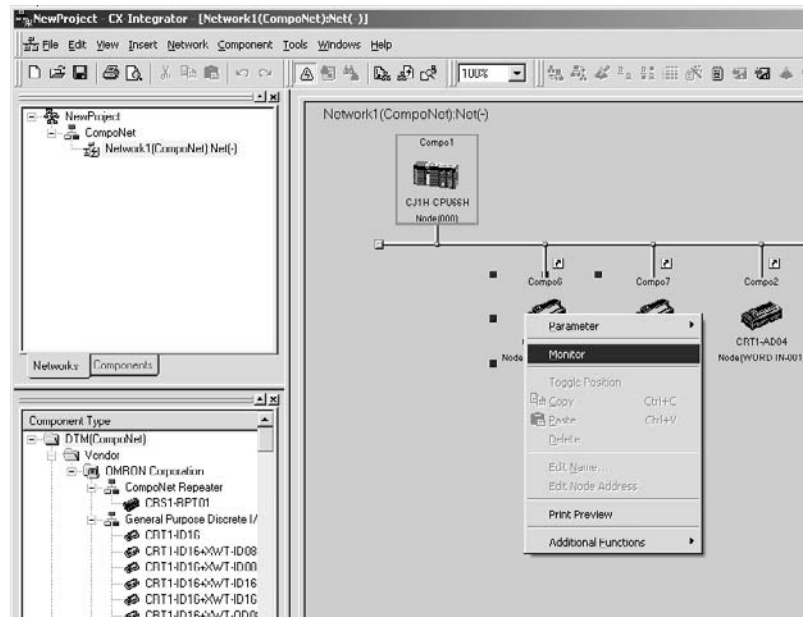 NewProject - CX Integrator - [Network1(CompoNet):Net(-)]
File Edit View Insert Network Component Tools Windows Help
100%
NewProject
CompoNet
Network1(CompoNet) Net(-)
Networks Components
Component Type
DTM(CompoNet)
Vendor
OMRON Corporation
CompoNet Repeater
CRS1-RPT01
General Purpose Discrete I/
CRT1-ID16
CRT1-ID16+XWT-ID08
CRT1-ID16+XWT-ID08
CRT1-ID16+XWT-ID16
CRT1-ID16+XWT-ID16
CRT1-ID16+XWT-OD0
Network1(CompoNet):Net(-)
Compo1
CJ1H-CPU66H
Node(000)
Compo6
Compo7
Compo2
Node
CRT1-AD04
Node(WORD IN-001
Parameter
Monitor
Toggle Position
Copy Ctrl+C
Paste Ctrl+V
Delete
Edit Name...
Edit Node Address
Print Preview
Additional Functions